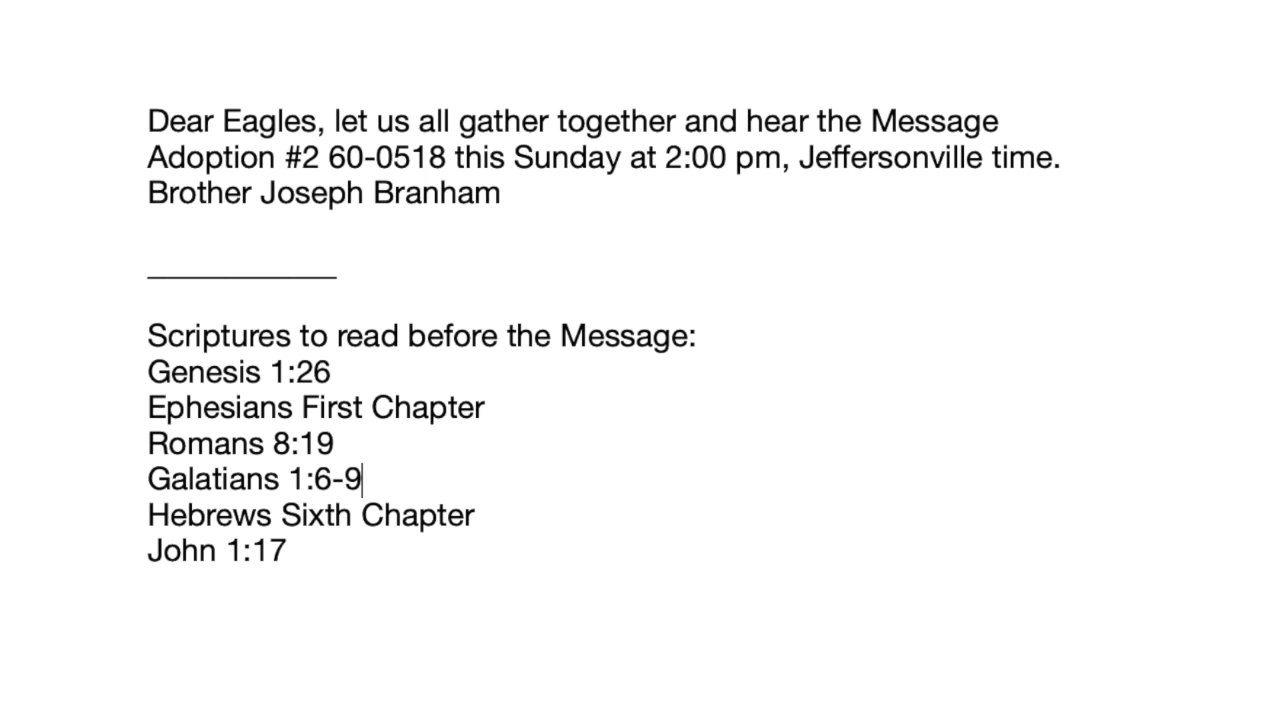 Dear Eagles, let us all gather together and hear the Message
Adoption #2 60-0518 this Sunday at 2:00 pm, Jeffersonville time.
Brother Joseph Branham
____________
Scriptures to read before the Message:
Genesis 1:26
Ephesians First Chapter
Romans 8:19
Galatians 1:6-9
Hebrews Sixth Chapter
John 1:17